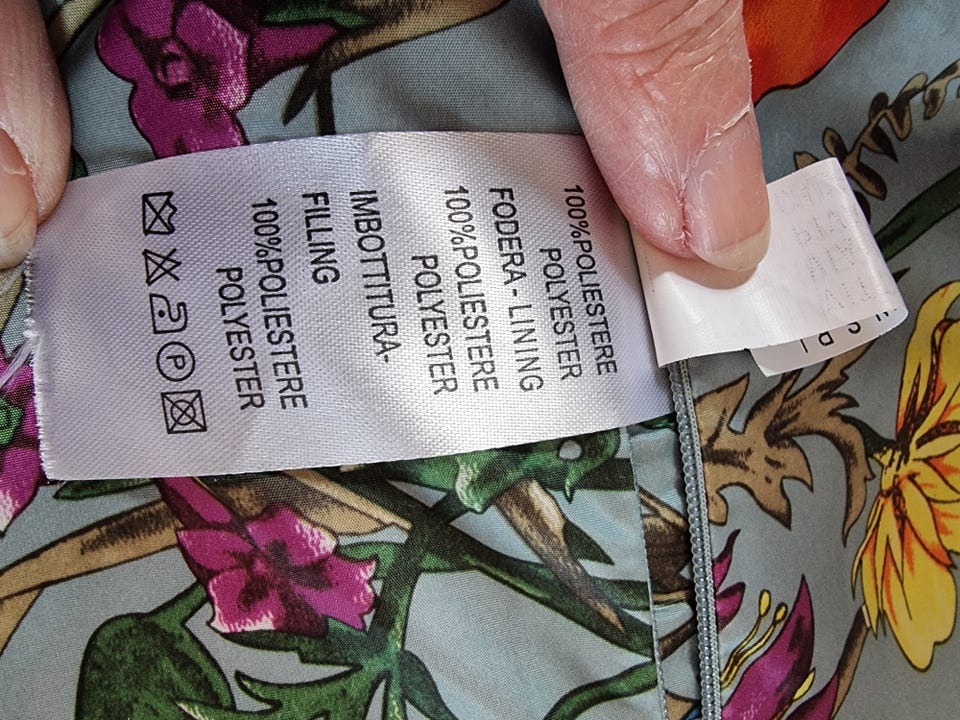 100%POLIESTERE
POLYESTER
FODERA - LINING
100%POLIESTERE
POLYESTER
IMBOTTITURA-
FILLING
100%POLIESTERE
POLYESTER
P